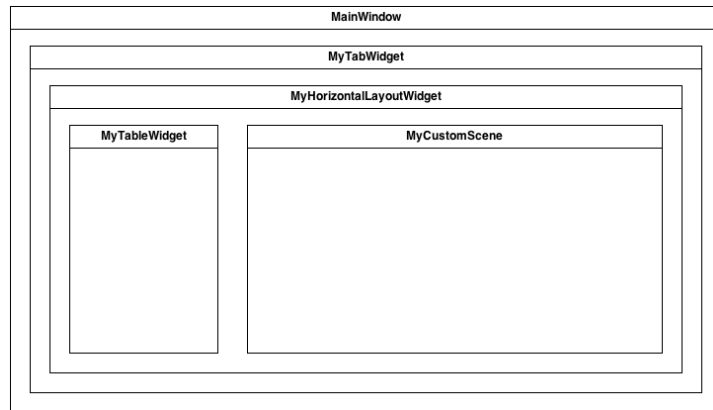 MainWindow
MyTabWidget
MyHorizontalLayoutWidget
MyTableWidget
MyCustomScene